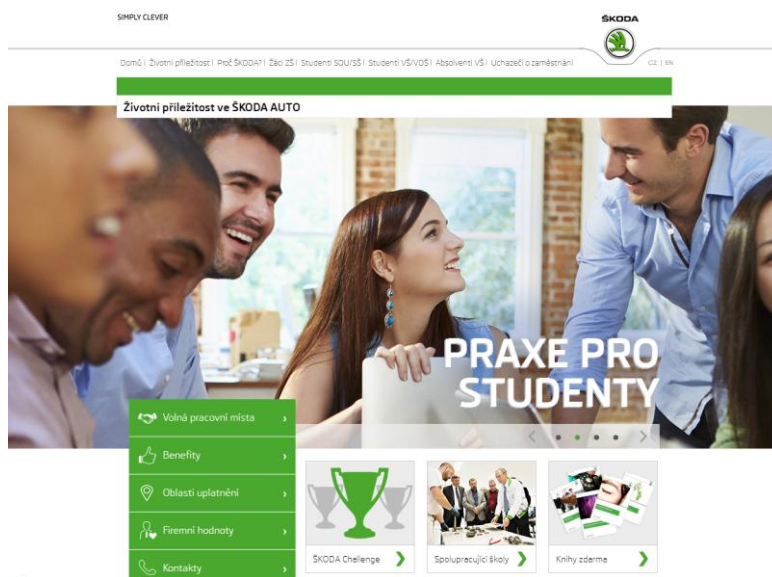 SIMPLY CLEVER
ŠKODA
Domů | Životní příležitost | Proč ŠKODA? | Žáci ZŠ | Studenti SOU/SŠ | Studenti VŠ/VOŠ | Absolventi VŠ | Uchazeči o zaměstnání
CZ | EN
Životní příležitost ve ŠKODA AUTO
PRAXE PRO
STUDENTY
Volná pracovní místa
Benefity
Oblasti uplatnění
Firemní hodnoty
Kontakty
ŠKODA Challenge
Spolupracující školy
Knihy zdarma